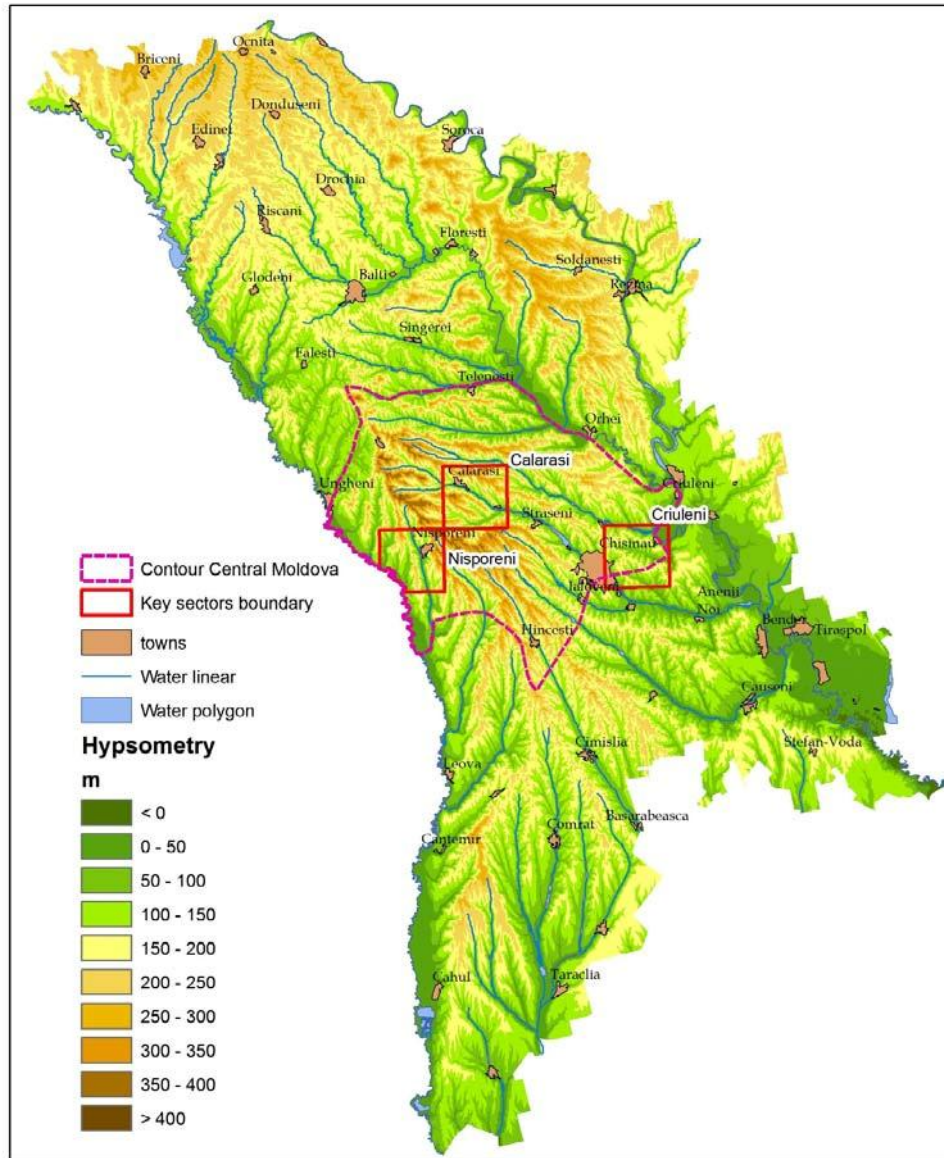 Ocnita
Briceni
Donduseni
Edinet
Soroca
Drochia
Riscani
Floresti
Soldanesti
Glodeni
Balti
Rezina
Singerei
Falesti
Telenesti
Orhei
Calarasi
Calarasi
Ungheni
Criuleni
Straseni
Criuleni
Nisporeni
Chisinau
Nisporeni
Ialoveni
Anenii
Noi
Hincesti
Bender
Tiraspol
Causeni
Stefan-Voda
Cimislia
Leova
Basarabeasca
Comrat
Cantemir
Cahul
Taraclia
Contour Central Moldova
Key sectors boundary
towns
Water linear
Water polygon
Hypsometry
m
< 0
0 - 50
50 - 100
100 - 150
150 - 200
200 - 250
250 - 300
300 - 350
350 - 400
> 400